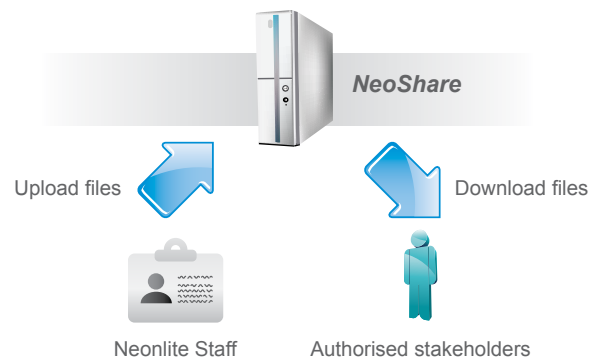 NeoShare
Upload files
Download files
Neonlite Staff
Authorised stakeholders